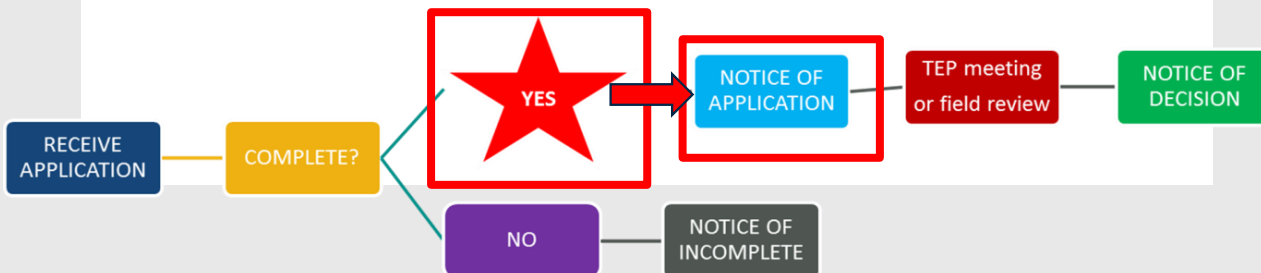 RECEIVE
APPLICATION
COMPLETE?
YES
NOTICE OF
APPLICATION
TEP meeting
or field review
NOTICE OF
DECISION
NO
NOTICE OF
INCOMPLETE